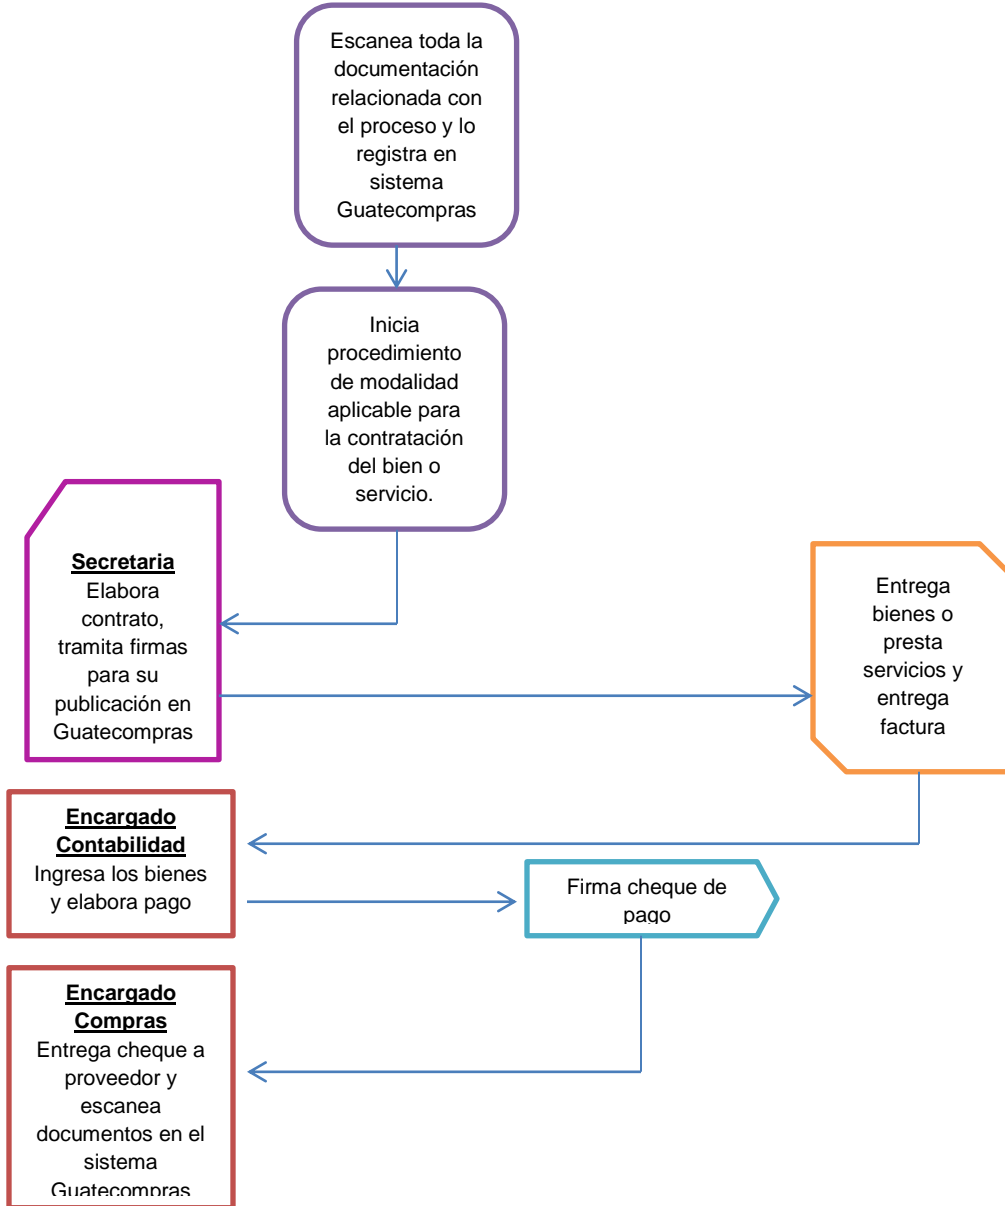 Escanea toda la
documentación
relacionada con
el proceso y lo
registra en
sistema
Guatecompras
Inicia
procedimiento
de modalidad
aplicable para
la contratación
del bien o
servicio.
Secretaria
Elabora
contrato,
tramita firmas
para su
publicación en
Guatecompras
Entrega
bienes o
presta
servicios y
entrega
factura
Encargado
Contabilidad
Ingresa los bienes
y elabora pago
Firma cheque de
pago
Encargado
Compras
Entrega cheque a
proveedor y
escanea
documentos en el
sistema
Guatecompras